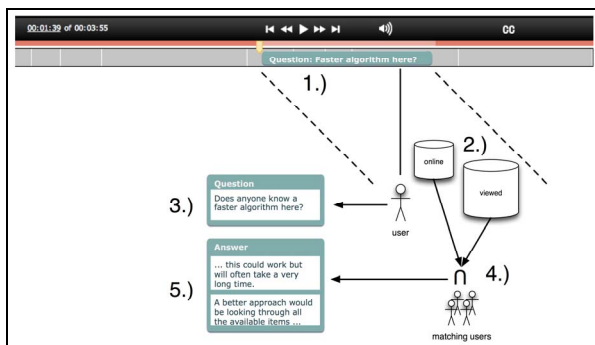 00:01:39 of 00:03:55
CC
Question: Faster algorithm here?
1.)
2.)
online
viewed
Question
Does anyone know a
faster algorithm here?
3.)
user
Answer
... this could work but
will often take a very
long time.
A better approach would
be looking through all
the available items ...
5.)
∩
4.)
matching users